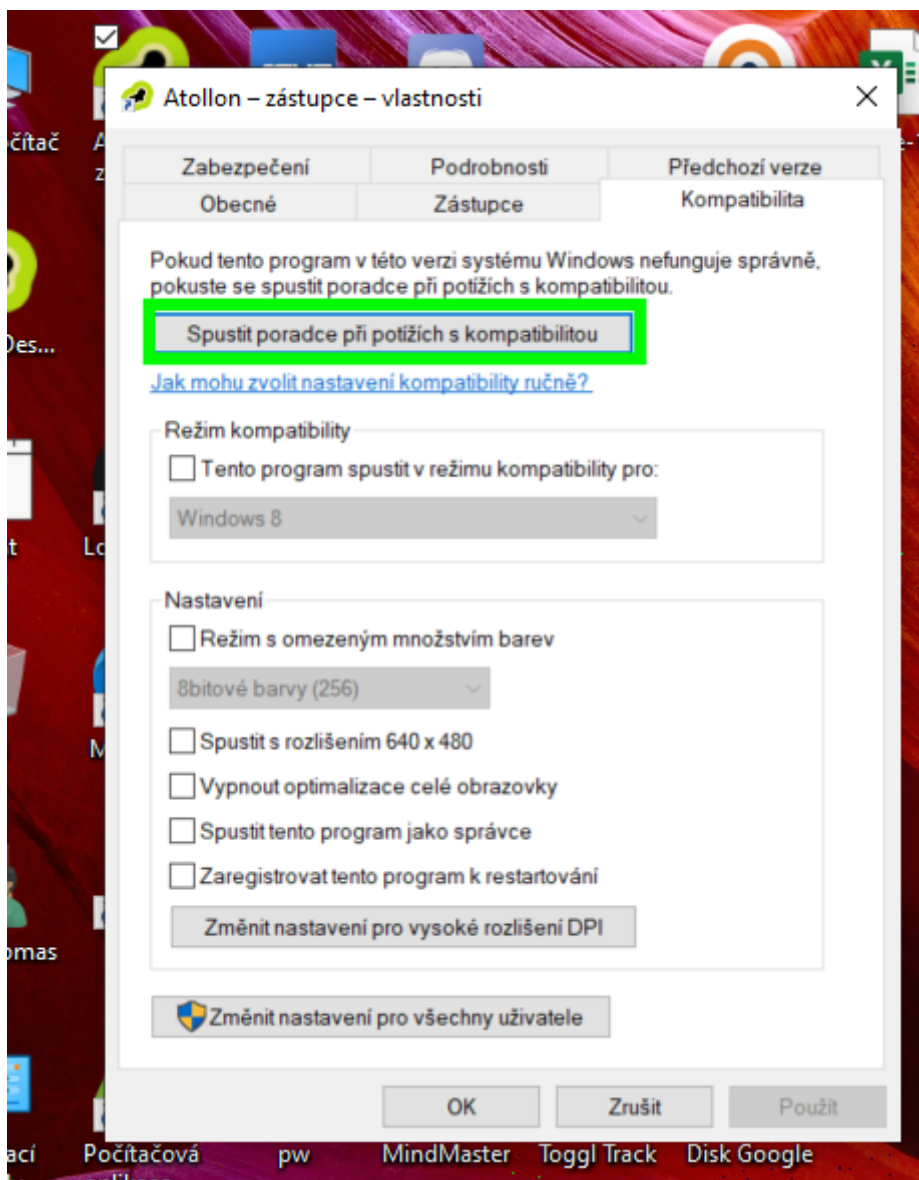 čítač
Atollon – zástupce – vlastnosti
Zabezpečení
Podrobnosti
Předchozí verze
Obecné
Zástupce
Kompatibilita
Pokud tento program v této verzi systému Windows nefunguje správně,
pokuste se spustit poradce při potížích s kompatibilitou.
Spustit poradce při potížích s kompatibilitou
Des...
Jak mohu zvolit nastavení kompatibility ručně?
Režim kompatibility
Tento program spustit v režimu kompatibility pro:
Windows 8
t
Lo
Nastavení
Režim s omezeným množstvím barev
8bitové barvy (256)
Spustit s rozlišením 640 x 480
M
Vypnout optimalizace celé obrazovky
Spustit tento program jako správce
Zaregistrovat tento program k restartování
Změnit nastavení pro vysoké rozlišení DPI
omas
Změnit nastavení pro všechny uživatele
OK
Zrušit
Použít
ací
Počítačová
pw
MindMaster
Toggl Track
Disk Google